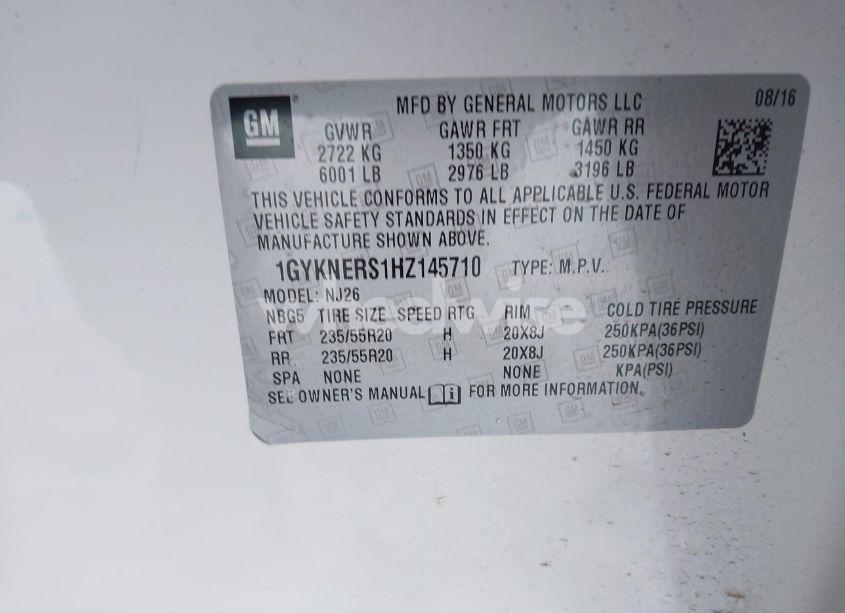 GM
MFD BY GENERAL MOTORS LLC 08/16
GVWR GAWR FRT GAWR RR
2722 KG 1350 KG 1450 KG
6001 LB 2976 LB 3196 LB
THIS VEHICLE CONFORMS TO ALL APPLICABLE U.S. FEDERAL MOTOR
VEHICLE SAFETY STANDARDS IN EFFECT ON THE DATE OF
MANUFACTURE SHOWN ABOVE.
1GYKNERS1HZ145710 TYPE: M.P.V.
MODEL: NJ26
NBG5 TIRE SIZE SPEED RTG RIM COLD TIRE PRESSURE
FRT 235/55R20 H 20X8J 250KPA(36PSI)
RR 235/55R20 H 20X8J 250KPA(36PSI)
SPA NONE NONE KPA(PSI)
SEE OWNER'S MANUAL FOR MORE INFORMATION.